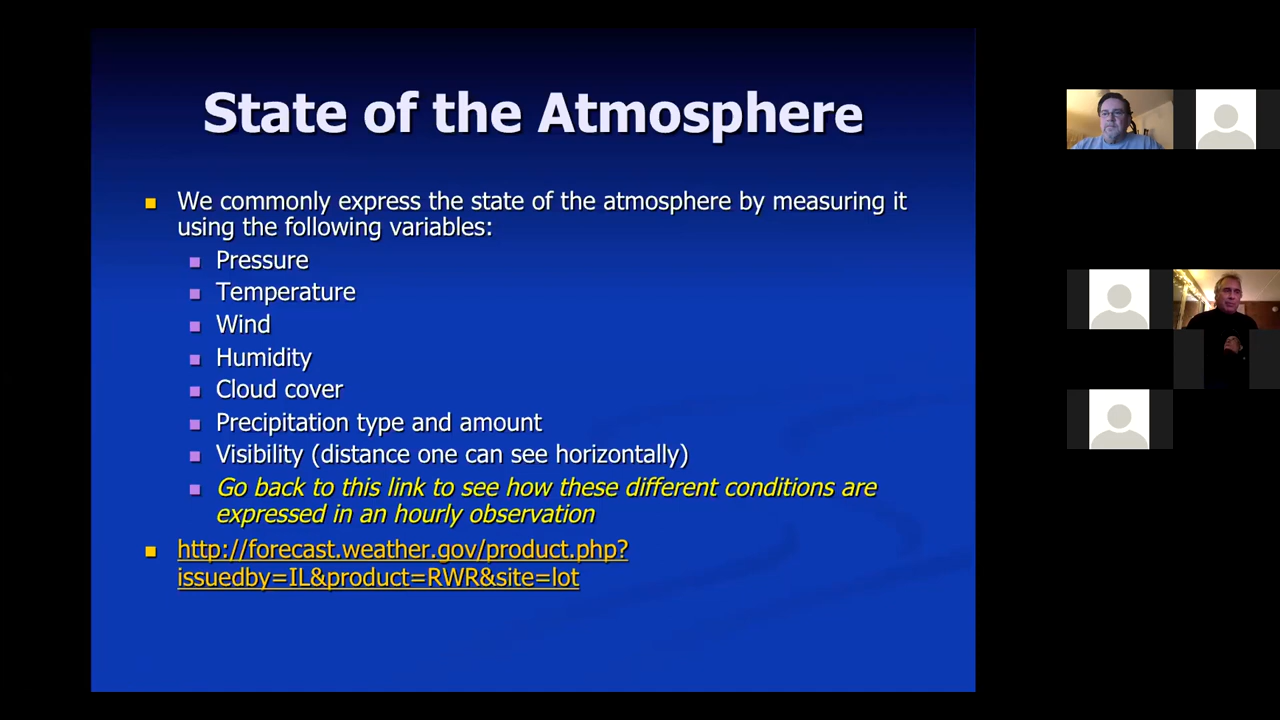 State of the Atmosphere
We commonly express the state of the atmosphere by measuring it
using the following variables:
Pressure
Temperature
Wind
Humidity
Cloud cover
Precipitation type and amount
Visibility (distance one can see horizontally)
Go back to this link to see how these different conditions are
expressed in an hourly observation
http://forecast.weather.gov/product.php?
issuedby=IL&product=RWR&site=lot